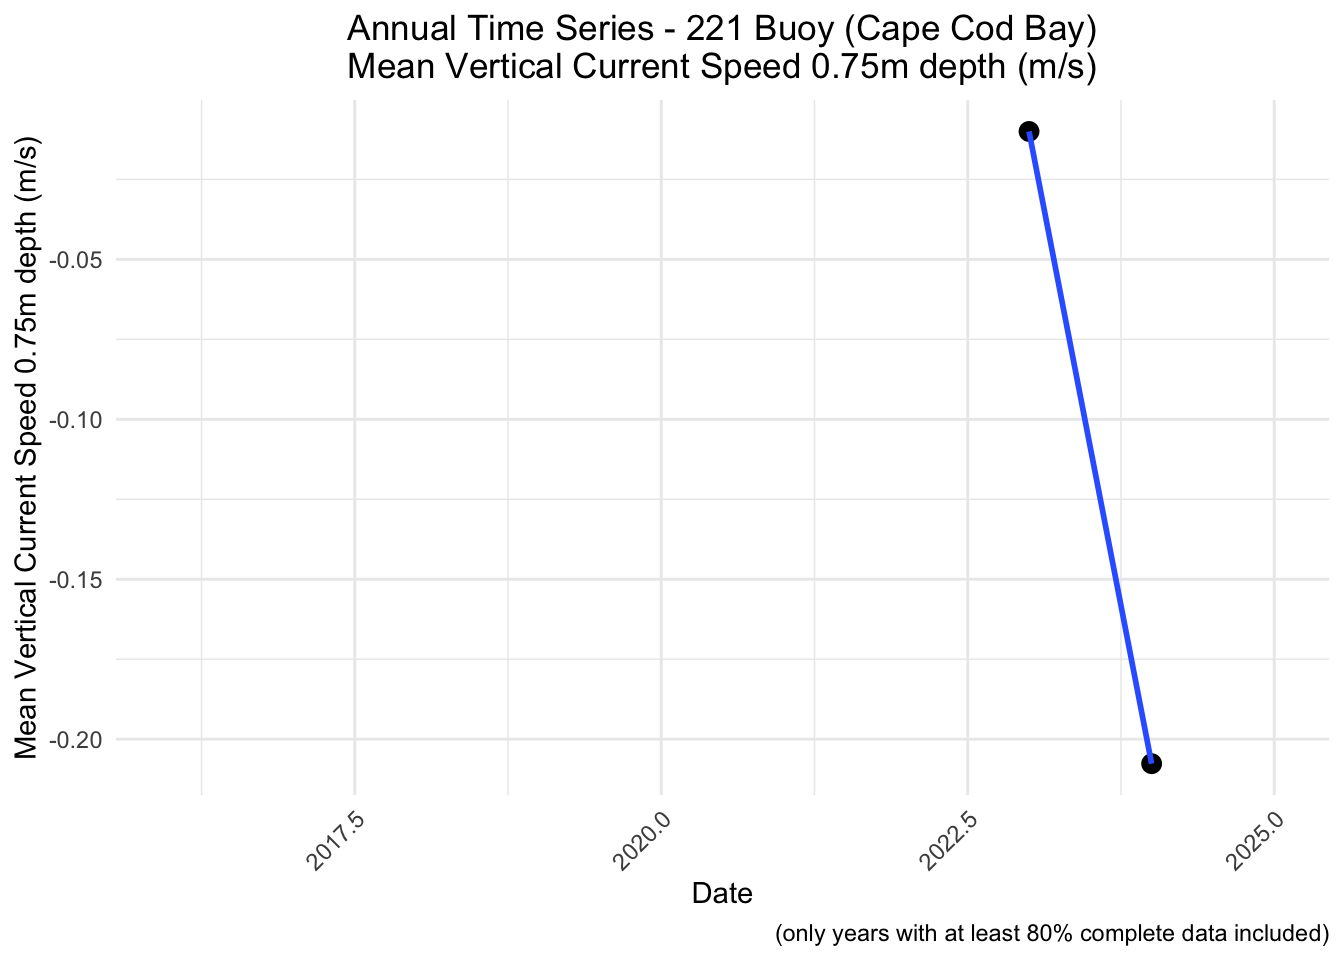 Annual Time Series - 221 Buoy (Cape Cod Bay)
Mean Vertical Current Speed 0.75m depth (m/s)
Mean Vertical Current Speed 0.75m depth (m/s)
-0.05
-0.10
-0.15
-0.20
2017.5
2020.0
2022.5
2025.0
Date
(only years with at least 80% complete data included)